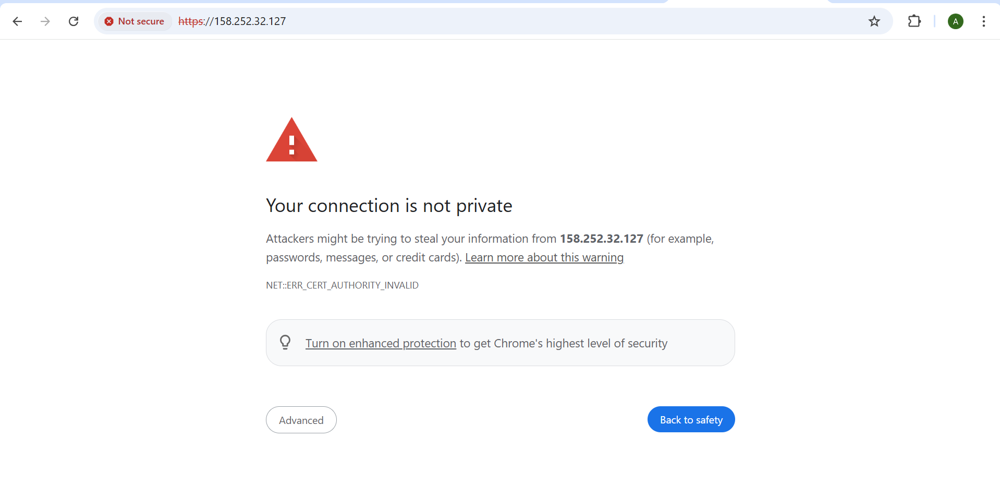 Not secure https://158.252.32.127
A
Your connection is not private
Attackers might be trying to steal your information from 158.252.32.127 (for example,
passwords, messages, or credit cards). Learn more about this warning
NET::ERR_CERT_AUTHORITY_INVALID
Turn on enhanced protection to get Chrome's highest level of security
Advanced
Back to safety